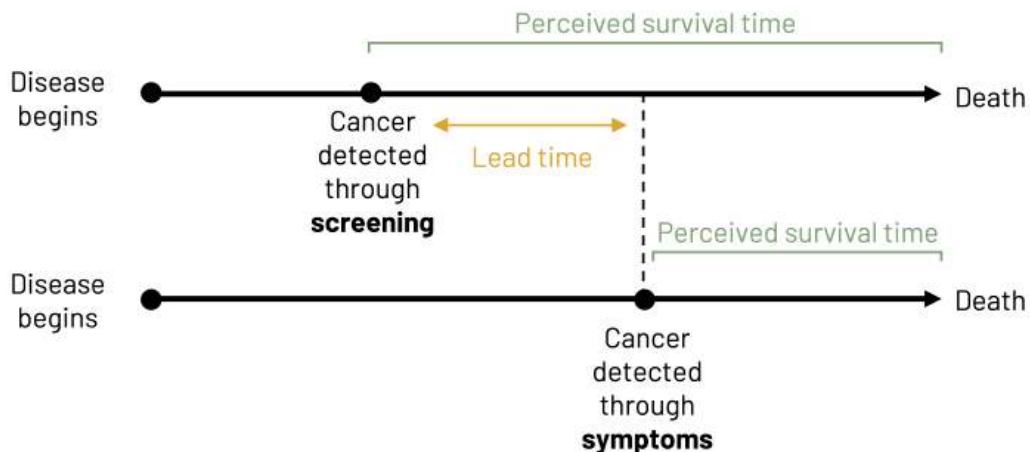 Perceived survival time
Disease
begins
Death
Cancer
detected
through
screening
Lead time
Perceived survival time
Disease
begins
Death
Cancer
detected
through
symptoms